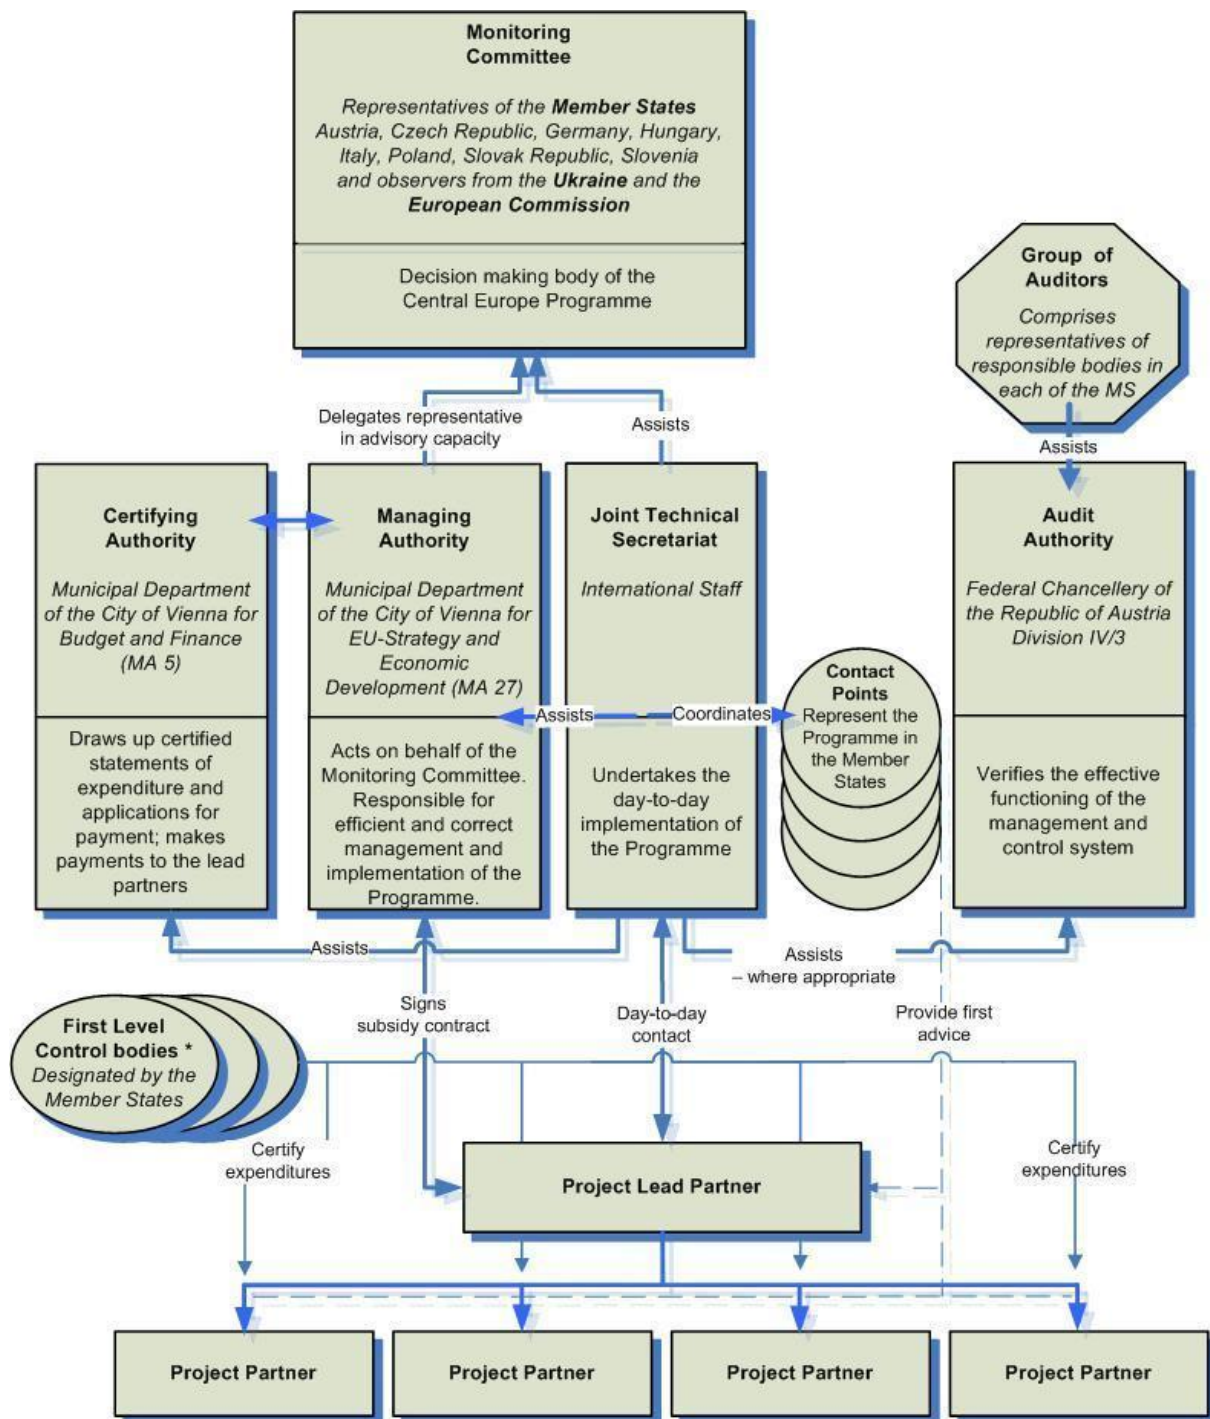 Monitoring
Committee
Representatives of the Member States
Austria, Czech Republic, Germany, Hungary,
Italy, Poland, Slovak Republic, Slovenia
and observers from the Ukraine and the
European Commission
Decision making body of the
Central Europe Programme
Group of
Auditors
Comprises
representatives of
responsible bodies in
each of the MS
Delegates representative
in advisory capacity
Assists
Assists
Certifying
Authority
Municipal Department
of the City of Vienna for
Budget and Finance
(MA 5)
Draws up certified
statements of
expenditure and
applications for
payment; makes
payments to the lead
partners
Managing
Authority
Municipal Department
of the City of Vienna for
EU-Strategy and
Economic
Development (MA 27)
Acts on behalf of the
Monitoring Committee.
Responsible for
efficient and correct
management and
implementation of the
Programme.
Joint Technical
Secretariat
International Staff
Assists
Coordinates
Undertakes the
day-to-day
implementation of
the Programme
Contact
Points
Represent the
Programme in
the Member
States
Audit
Authority
Federal Chancellery of
the Republic of Austria
Division IV/3
Verifies the effective
functioning of the
management and
control system
Assists
Assists
– where appropriate
Signs
subsidy contract
Day-to-day
contact
Provide first
advice
First Level
Control bodies *
Designated by the
Member States
Certify
expenditures
Certify
expenditures
Project Lead Partner
Project Partner
Project Partner
Project Partner
Project Partner